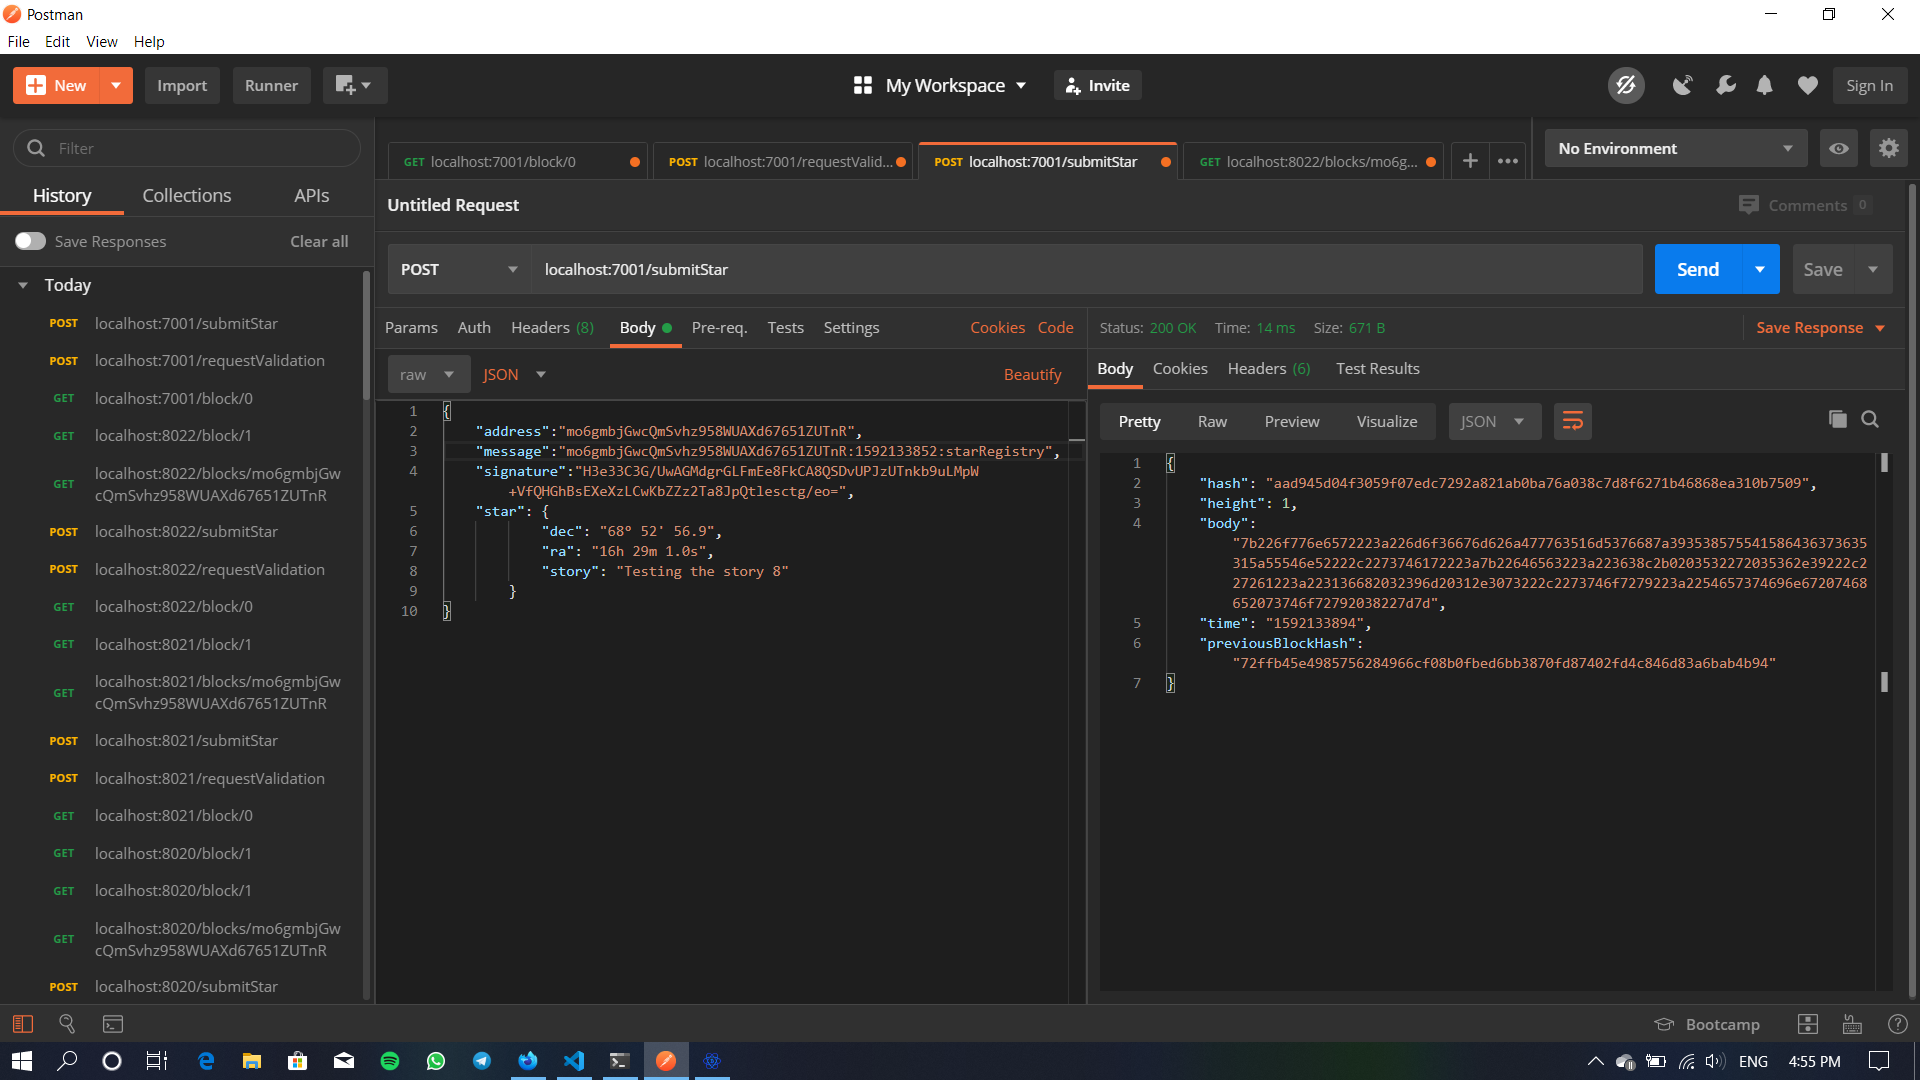 Postman
File Edit View Help
New Import Runner My Workspace Invite Sign In
Filter
History Collections APIs
Save Responses Clear all
Today
POST localhost:7001/submitStar
POST localhost:7001/requestValidation
GET localhost:7001/block/0
GET localhost:8022/block/1
GET localhost:8022/blocks/mo6gmbjGw
cQmSvhz958WUAXd67651ZUTnR
POST localhost:8022/submitStar
POST localhost:8022/requestValidation
GET localhost:8022/block/0
GET localhost:8021/block/1
GET localhost:8021/blocks/mo6gmbjGw
cQmSvhz958WUAXd67651ZUTnR
POST localhost:8021/submitStar
POST localhost:8021/requestValidation
GET localhost:8021/block/0
GET localhost:8020/block/1
GET localhost:8020/block/1
GET localhost:8020/blocks/mo6gmbjGw
cQmSvhz958WUAXd67651ZUTnR
POST localhost:8020/submitStar
GET localhost:7001/block/0 POST localhost:7001/requestValid... POST localhost:7001/submitStar GET localhost:8022/blocks/mo6g...
No Environment
Untitled Request Comments 0
POST localhost:7001/submitStar Send Save
Params Auth Headers (8) Body Pre-req. Tests Settings Cookies Code
raw JSON Beautify
1 {
2 "address":"mo6gmbjGwcQmSvhz958WUAXd67651ZUTnR",
3 "message":"mo6gmbjGwcQmSvhz958WUAXd67651ZUTnR:1592133852:starRegistry",
4 "signature":"H3e33C3G/UwAGMdgrGLFmEe8FkCA8QSDvUPJzUTnkb9uLMpW
+VfQHGhBsEXeXzLCwKbZZz2Ta8JpQtlesctg/eo=",
5 "star": {
6 "dec": "68° 52' 56.9",
7 "ra": "16h 29m 1.0s",
8 "story": "Testing the story 8"
9 }
10 }
Status: 200 OK Time: 14 ms Size: 671 B Save Response
Body Cookies Headers (6) Test Results
Pretty Raw Preview Visualize JSON
1 {
2 "hash": "aad945d04f3059f07edc7292a821ab0ba76a038c7d8f6271b46868ea310b7509",
3 "height": 1,
4 "body":
"7b226f776e6572223a226d6f36676d626a477763516d5376687a393538575541586436373635
315a55546e52222c2273746172223a7b22646563223a223638c2b0203532272035362e39222c2
27261223a223136682032396d20312e3073222c2273746f7279223a2254657374696e67207468
652073746f72792038227d7d",
5 "time": "1592133894",
6 "previousBlockHash":
"72ffb45e4985756284966cf08b0fbed6bb3870fd87402fd4c846d83a6bab4b94"
7 }
Bootcamp
ENG 4:55 PM